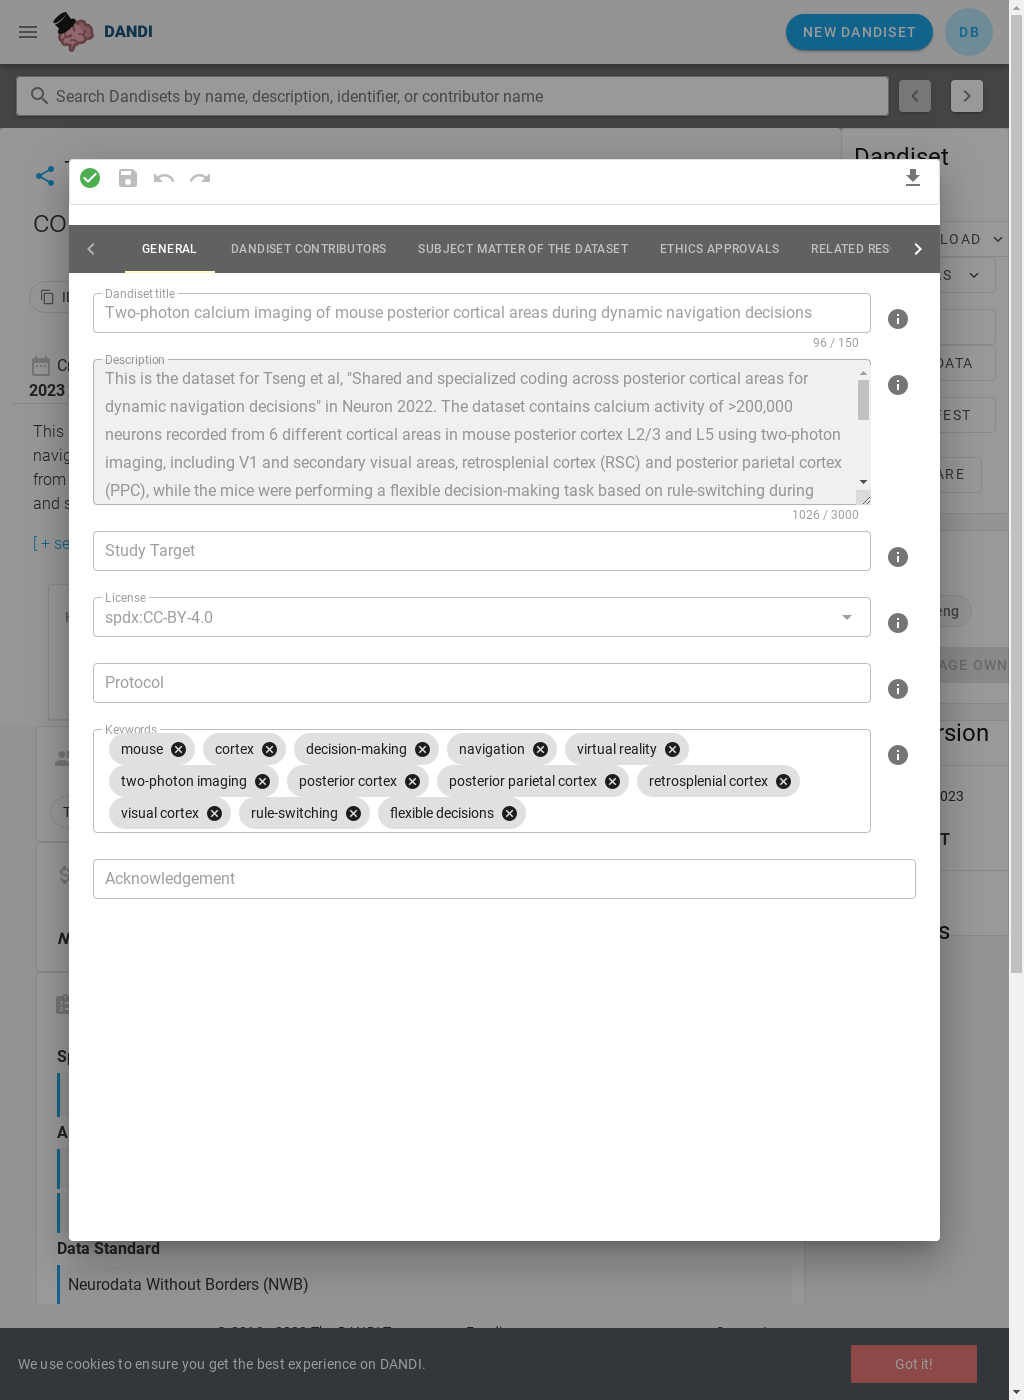 DANDI
NEW DANDISET
DB
Search Dandisets by name, description, identifier, or contributor name
Dandiset
CO
LOAD
ID
S
Cr
2023
DATA
This
navig
from
and s
ARE
[ + se
GENERAL
DANDISET CONTRIBUTORS
SUBJECT MATTER OF THE DATASET
ETHICS APPROVALS
RELATED RES
Dandiset title
Two-photon calcium imaging of mouse posterior cortical areas during dynamic navigation decisions
96 / 150
Description
This is the dataset for Tseng et al, "Shared and specialized coding across posterior cortical areas for
dynamic navigation decisions" in Neuron 2022. The dataset contains calcium activity of >200,000
neurons recorded from 6 different cortical areas in mouse posterior cortex L2/3 and L5 using two-photon
imaging, including V1 and secondary visual areas, retrosplenial cortex (RSC) and posterior parietal cortex
(PPC), while the mice were performing a flexible decision-making task based on rule-switching during
1026 / 3000
Study Target
License
spdx:CC-BY-4.0
Protocol
Keywords
mouse
cortex
decision-making
navigation
virtual reality
two-photon imaging
posterior cortex
posterior parietal cortex
retrosplenial cortex
visual cortex
rule-switching
flexible decisions
Acknowledgement
eng
AGE OWN
rsion
023
T
s
Sp
A
Data Standard
Neurodata Without Borders (NWB)
We use cookies to ensure you get the best experience on DANDI.
Got it!